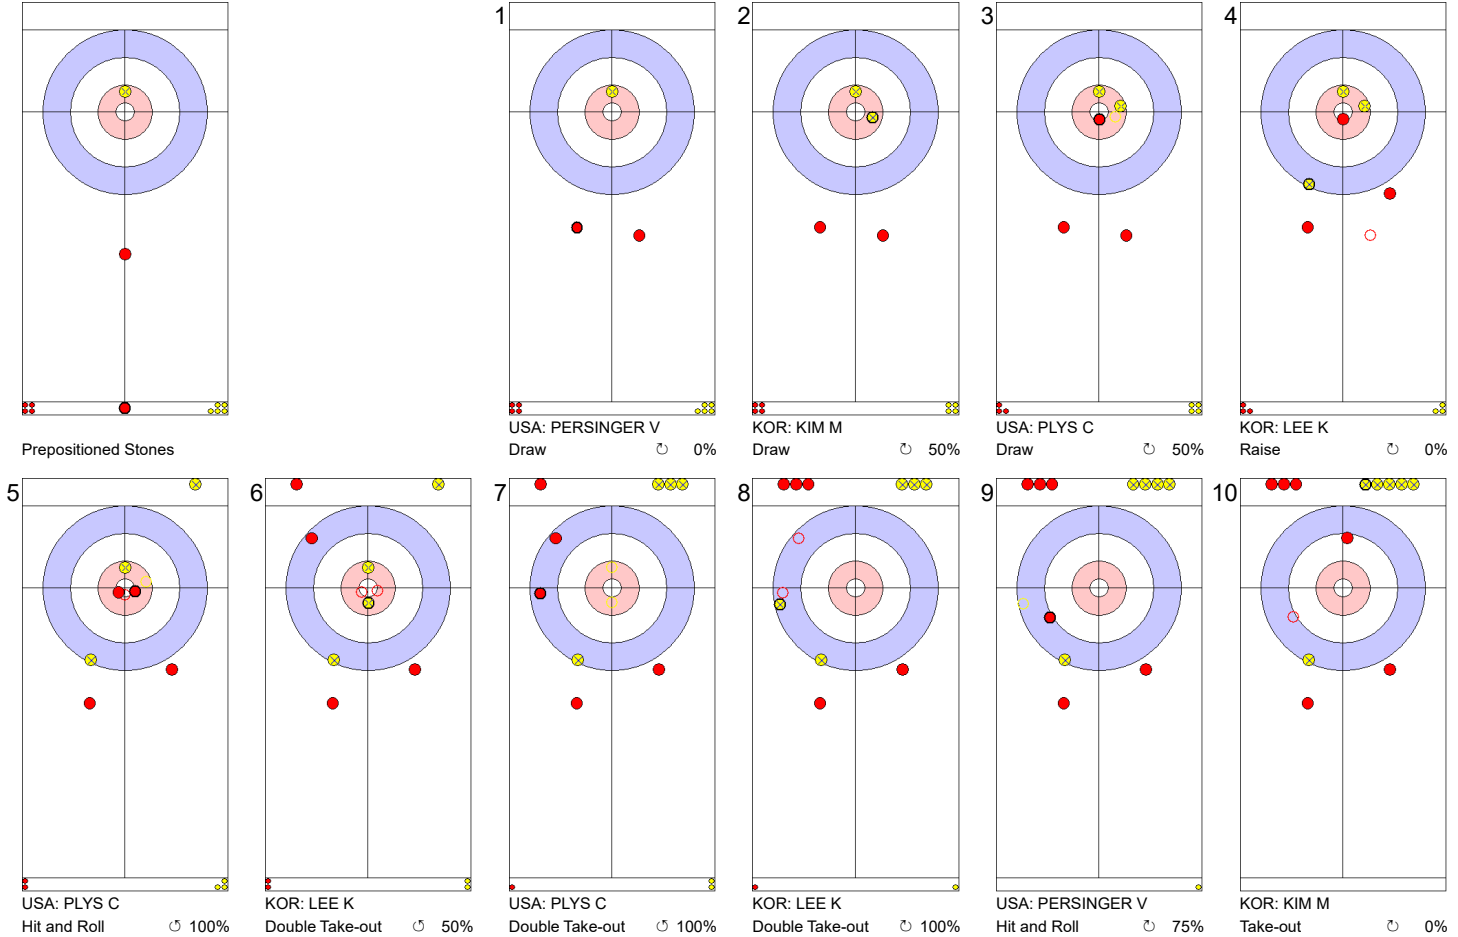 1
2
3
4
Prepositioned Stones
USA: PERSINGER V
Draw 0%
KOR: KIM M
Draw 50%
USA: PLYS C
Draw 50%
KOR: LEE K
Raise 0%
5
6
7
8
9
10
USA: PLYS C
Hit and Roll 100%
KOR: LEE K
Double Take-out 50%
USA: PLYS C
Double Take-out 100%
KOR: LEE K
Double Take-out 100%
USA: PERSINGER V
Hit and Roll 75%
KOR: KIM M
Take-out 0%